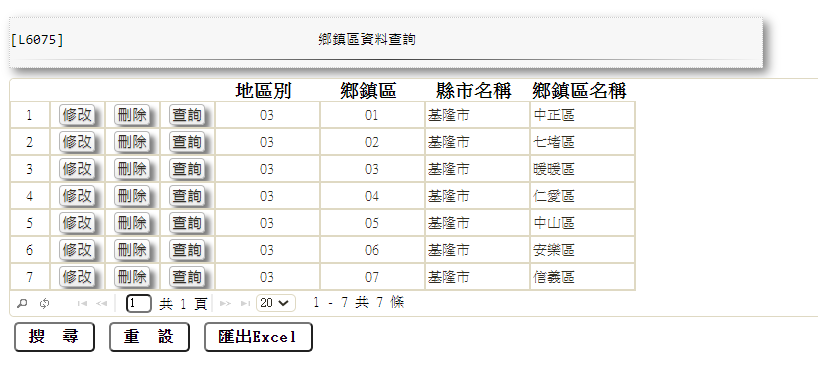 [L6075] 鄉鎮區資料查詢
地區別 鄉鎮區 縣市名稱 鄉鎮區名稱
1 修改 刪除 查詢 03 01 基隆市 中正區
2 修改 刪除 查詢 03 02 基隆市 七堵區
3 修改 刪除 查詢 03 03 基隆市 暖暖區
4 修改 刪除 查詢 03 04 基隆市 仁愛區
5 修改 刪除 查詢 03 05 基隆市 中山區
6 修改 刪除 查詢 03 06 基隆市 安樂區
7 修改 刪除 查詢 03 07 基隆市 信義區
1 共 1 頁 20 1 - 7 共 7 條
搜 尋 重 設 匯出Excel